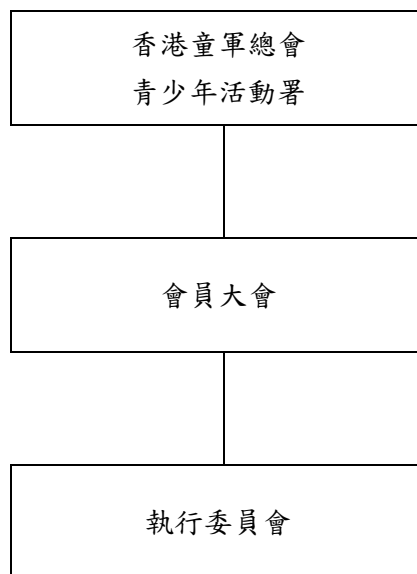 香港童軍總會
青少年活動署
會員大會
執行委員會